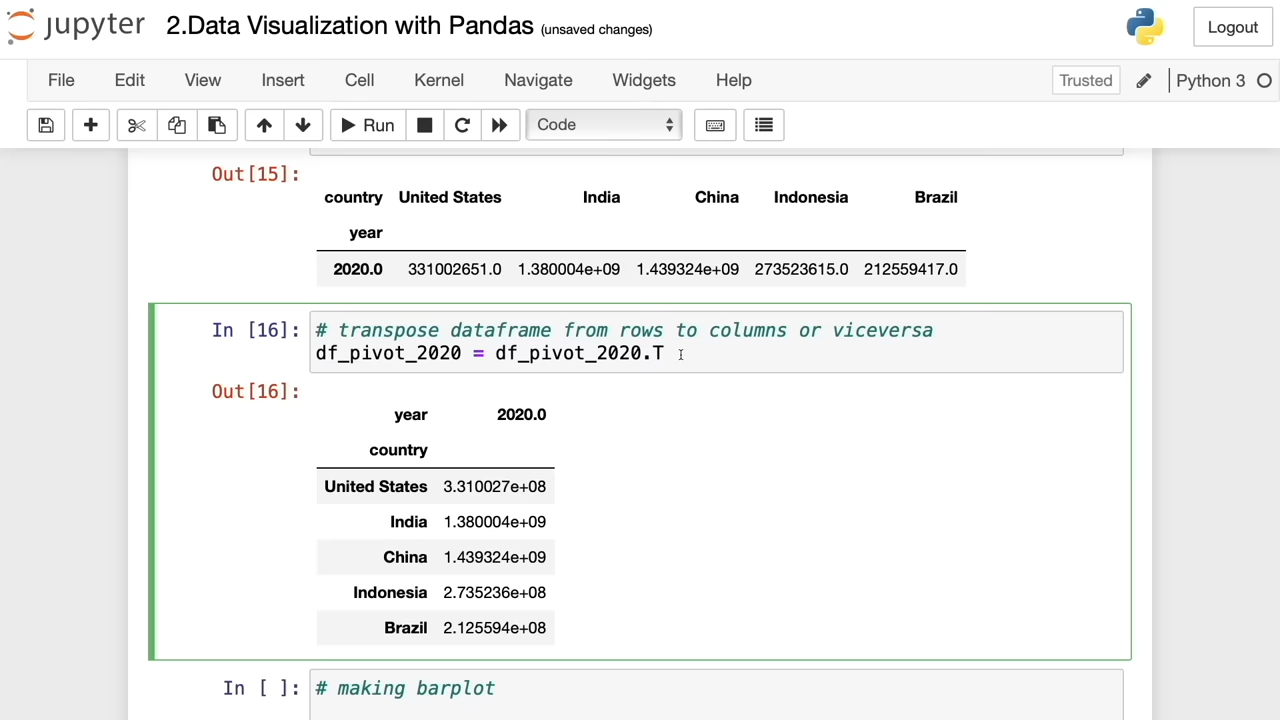 jupyter 2.Data Visualization with Pandas (unsaved changes) Logout
File Edit View Insert Cell Kernel Navigate Widgets Help Trusted Python 3
Run Code
Out[15]:
country United States India China Indonesia Brazil
year
2020.0 331002651.0 1.380004e+09 1.439324e+09 273523615.0 212559417.0
In [16]: # transpose dataframe from rows to columns or viceversa
df_pivot_2020 = df_pivot_2020.T
Out[16]:
year 2020.0
country
United States 3.310027e+08
India 1.380004e+09
China 1.439324e+09
Indonesia 2.735236e+08
Brazil 2.125594e+08
In [ ]: # making barplot